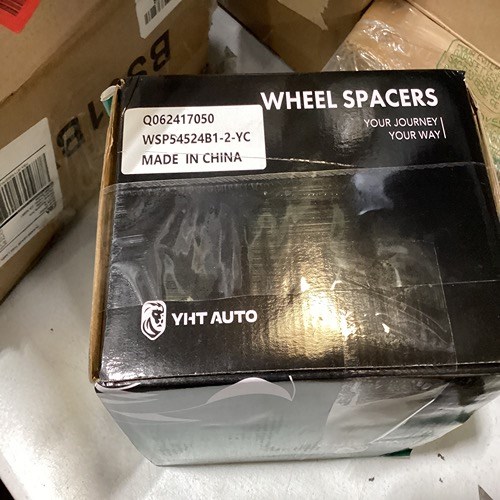 Q062417050
WSP54524B1-2-YC
MADE IN CHINA
WHEEL SPACERS
YOUR JOURNEY
YOUR WAY
YHT AUTO